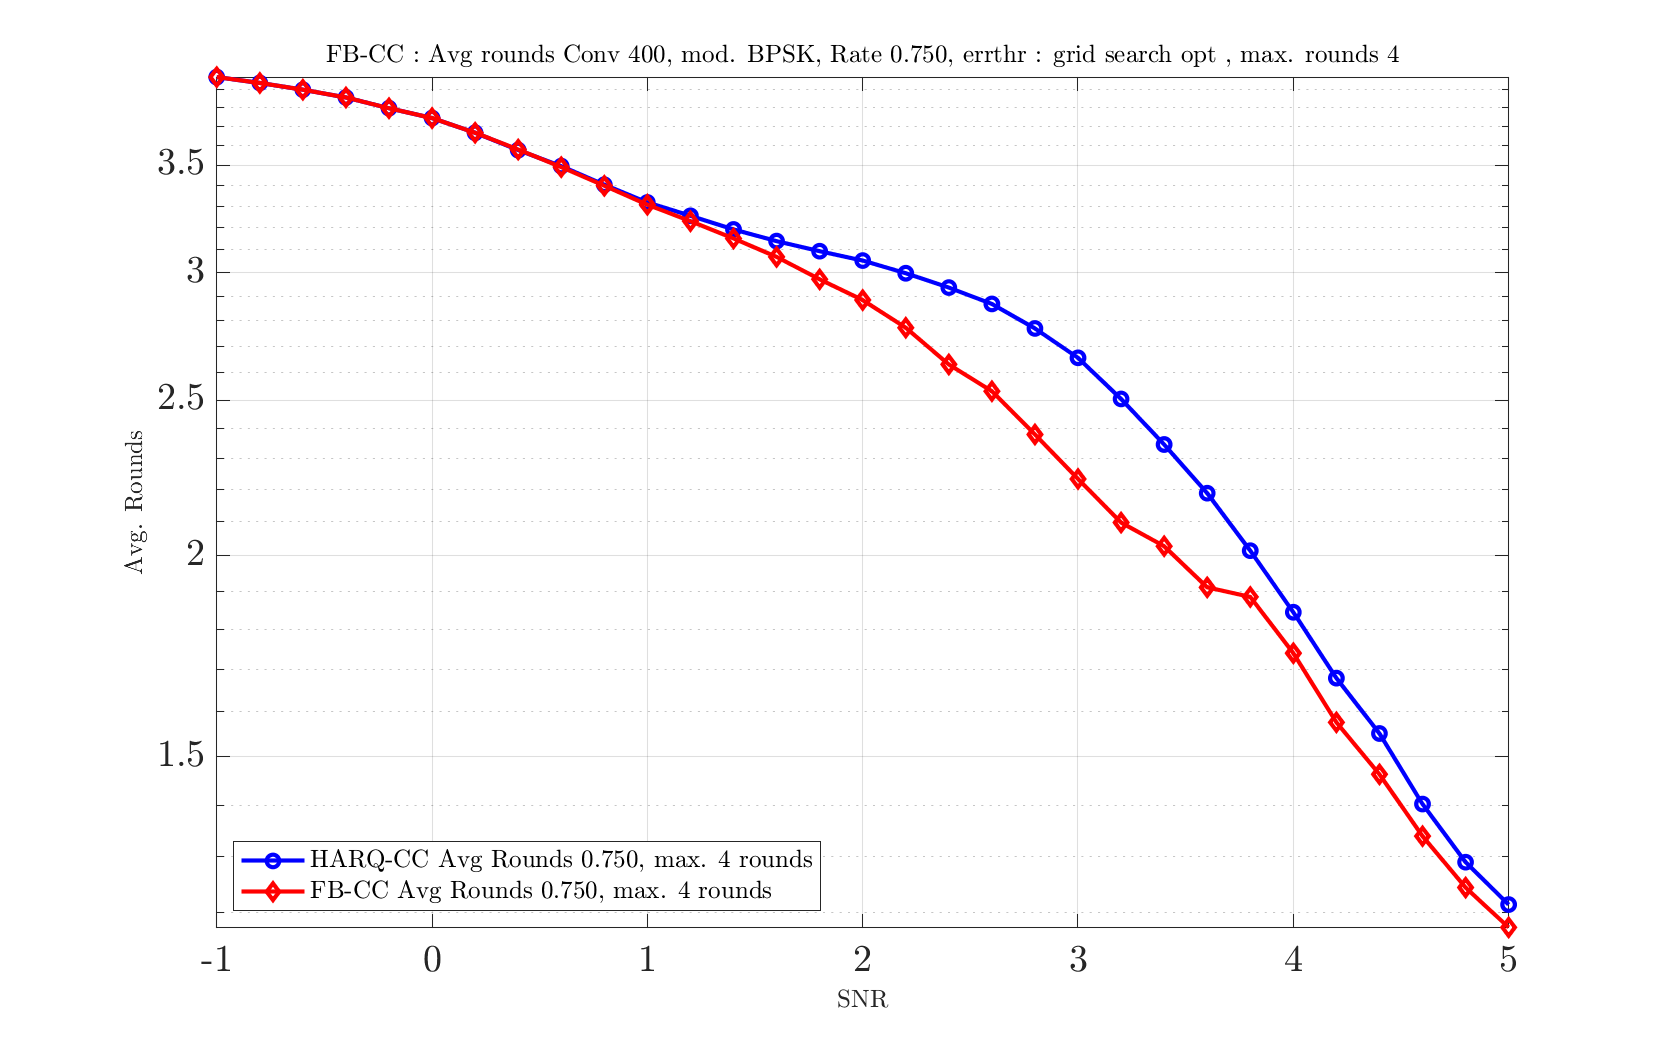 FB-CC : Avg rounds Conv 400, mod. BPSK, Rate 0.750, errthr : grid search opt , max. rounds 4
3.5
3
2.5
2
1.5
Avg. Rounds
HARQ-CC Avg Rounds 0.750, max. 4 rounds
FB-CC Avg Rounds 0.750, max. 4 rounds
-1 0 1 2 3 4 5
SNR